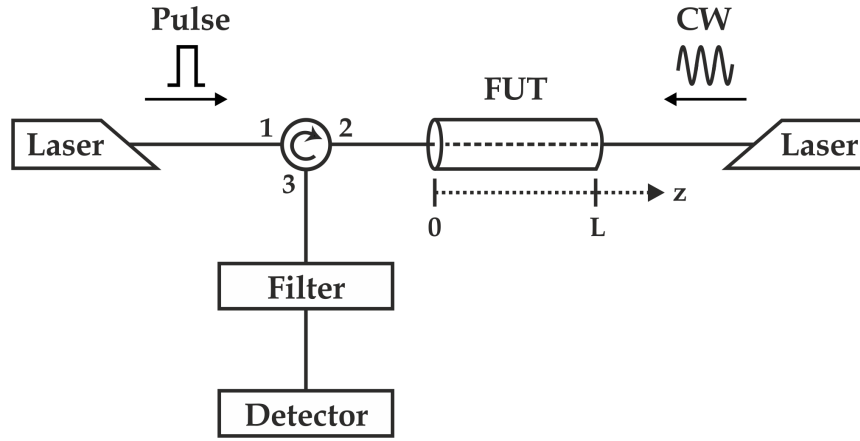 Pulse
CW
FUT
Laser
1
2
Laser
3
z
0
L
Filter
Detector